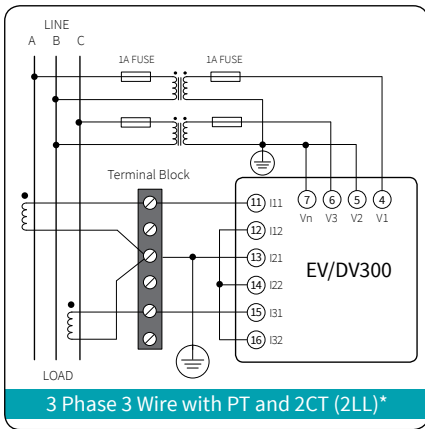 LINE
A B C
1A FUSE 1A FUSE
Terminal Block
7 6 5 4
Vn V3 V2 V1
11 I11
12 I12
13 I21
14 I22
15 I31
16 I32
EV/DV300
LOAD
3 Phase 3 Wire with PT and 2CT (2LL)*